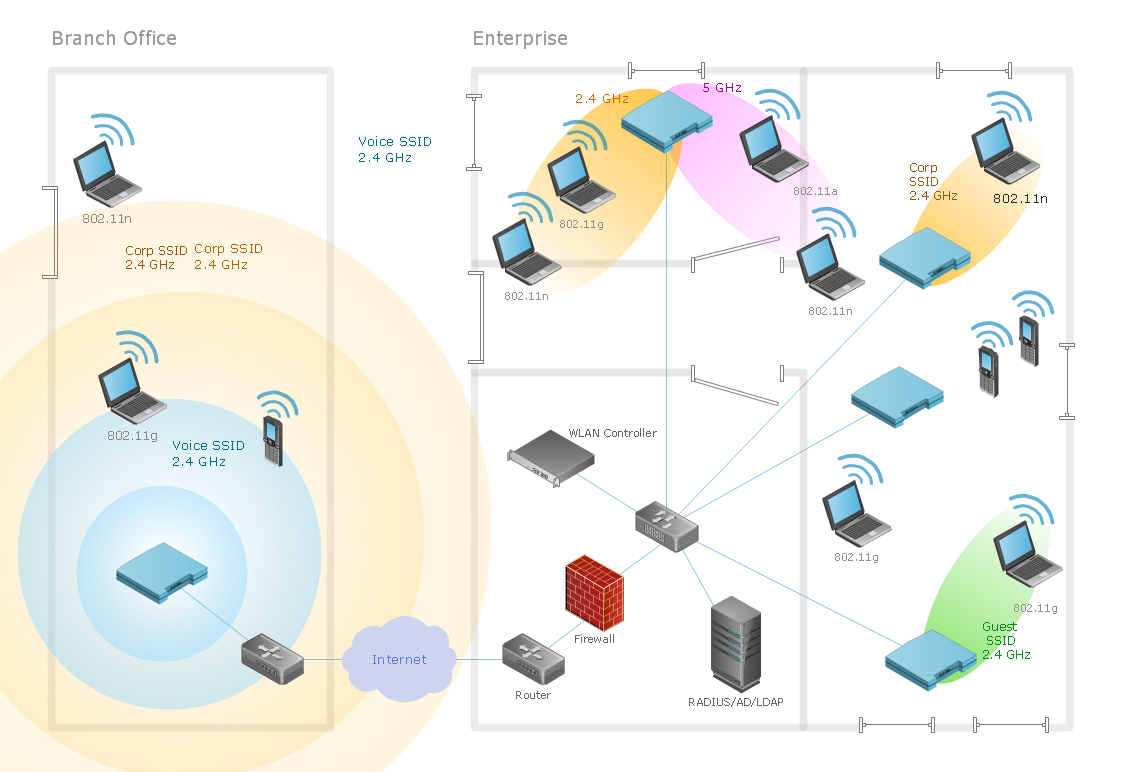 Branch Office
Enterprise
802.11n
Corp SSID
2.4 GHz
Corp SSID
2.4 GHz
802.11g
Voice SSID
2.4 GHz
Voice SSID
2.4 GHz
Internet
2.4 GHz
5 GHz
802.11g
802.11n
802.11a
802.11n
Corp
SSID
2.4 GHz
802.11n
WLAN Controller
Firewall
Router
RADIUS/AD/LDAP
802.11g
802.11g
Guest
SSID
2.4 GHz